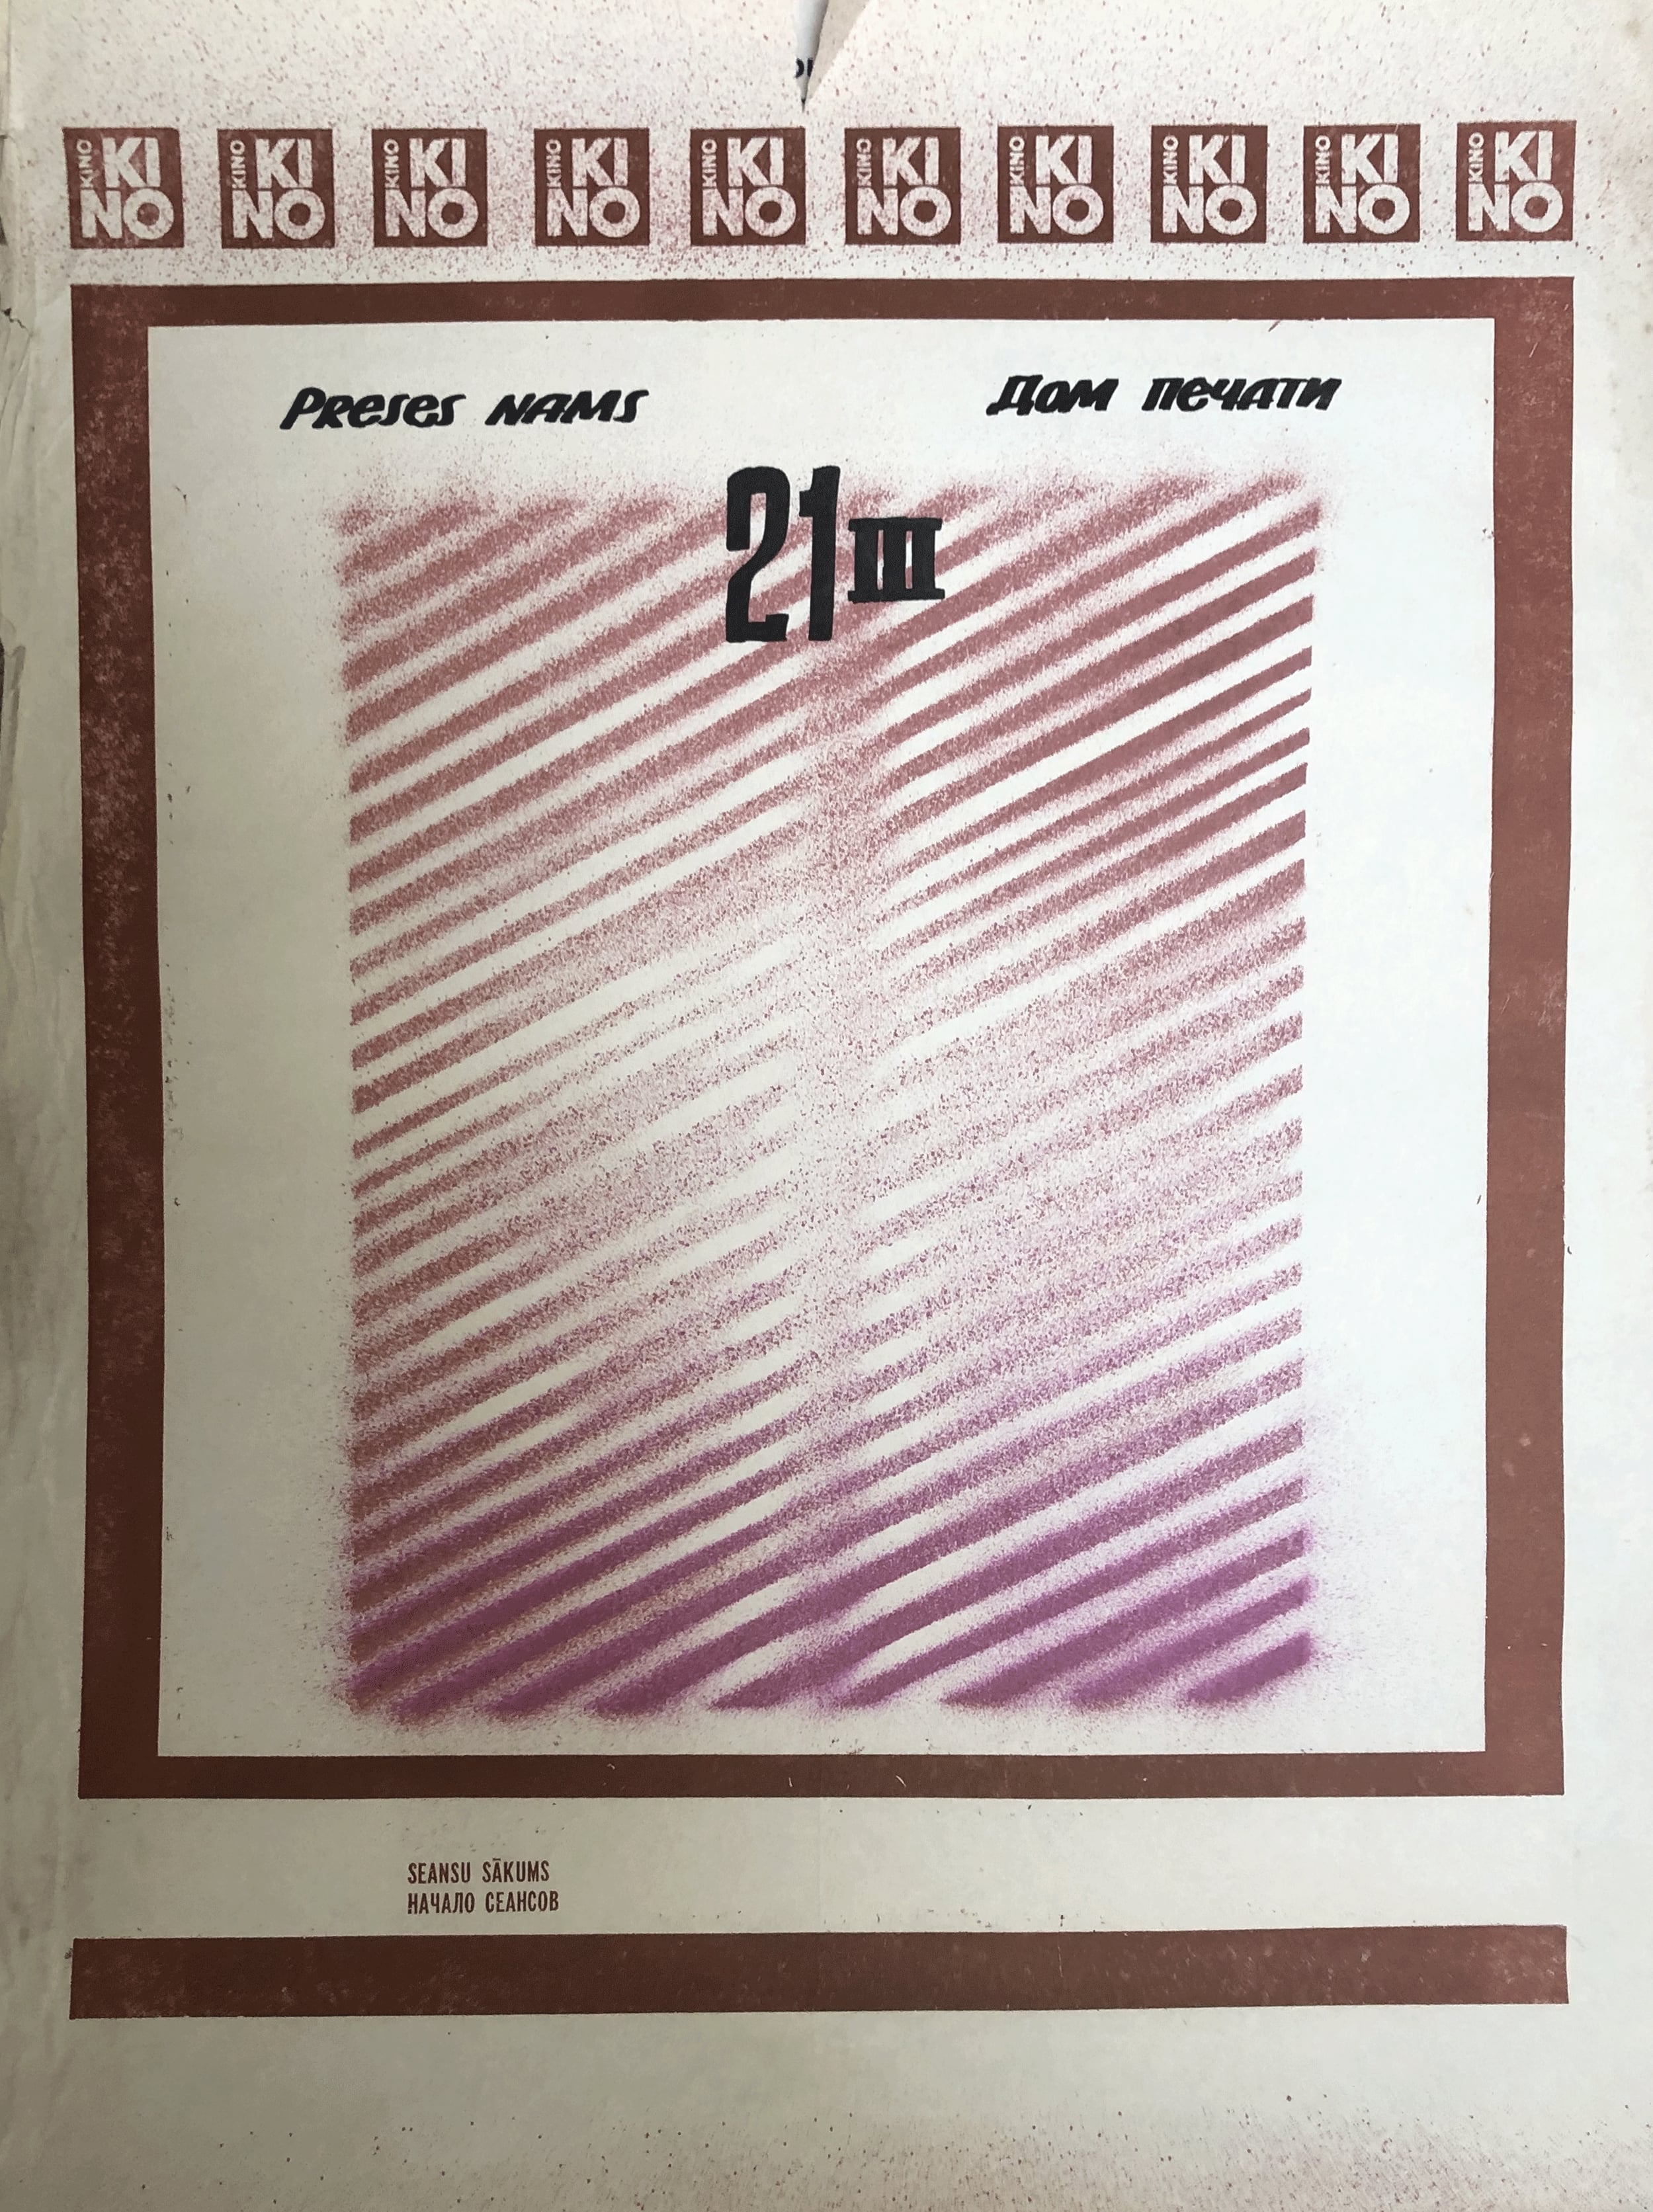 KINO KI NO KINO KI NO KINO KI NO KINO KI NO KINO KI NO KINO KI NO KINO KI NO KINO KI NO KINO KI NO KINO KI NO
Preses nams Дом печати
21 III
SEANSU SĀKUMS
НАЧАЛО СЕАНСОВ